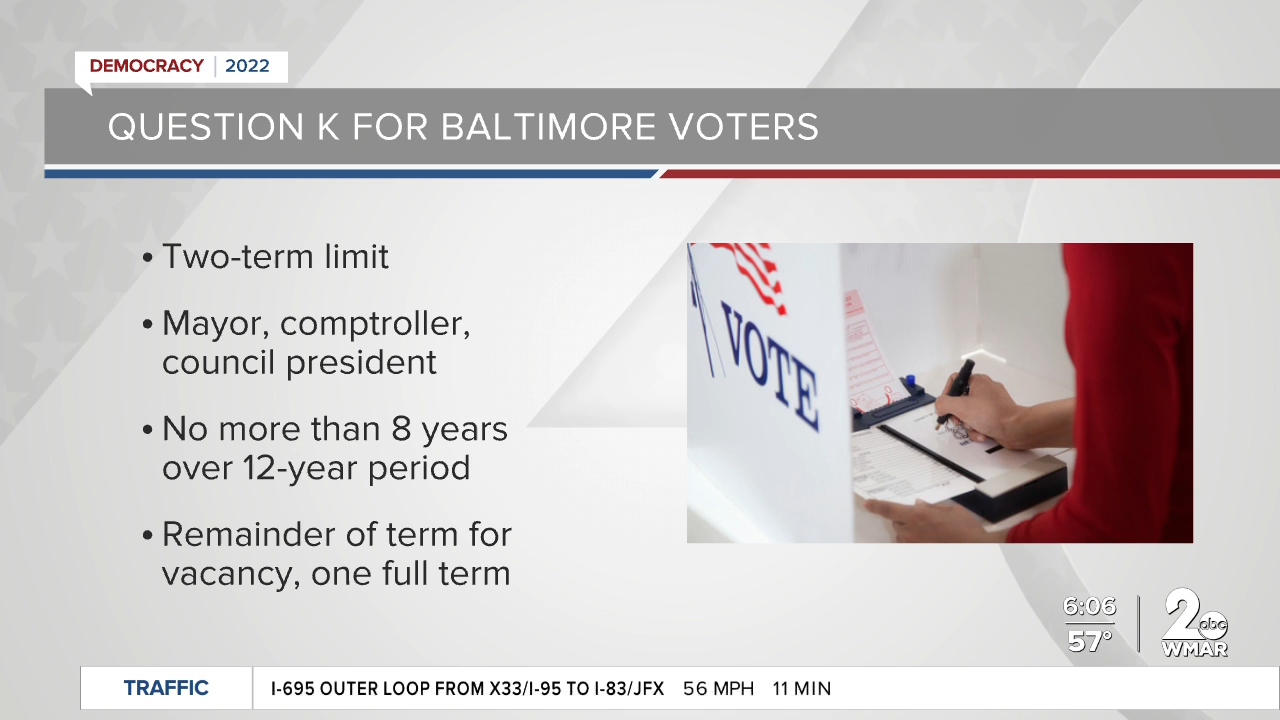 DEMOCRACY | 2022
QUESTION K FOR BALTIMORE VOTERS
• Two-term limit
• Mayor, comptroller,
council president
• No more than 8 years
over 12-year period
• Remainder of term for
vacancy, one full term
VOTE
6:06
57°
2 abc
WMAR
TRAFFIC
I-695 OUTER LOOP FROM X33/I-95 TO I-83/JFX 56 MPH 11 MIN